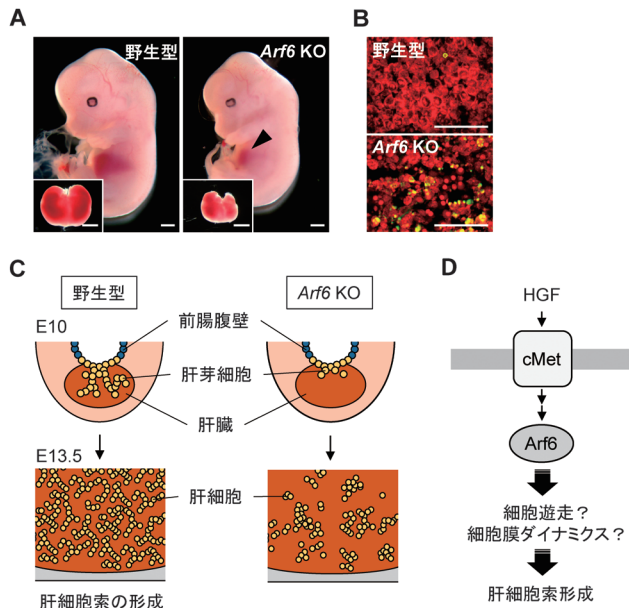 A
野生型
Arf6 KO
B
野生型
Arf6 KO
C
野生型
Arf6 KO
E10
前腸腹壁
肝芽細胞
肝臓
E13.5
肝細胞
肝細胞索の形成
D
HGF
cMet
Arf6
細胞遊走？
細胞膜ダイナミクス？
肝細胞索形成